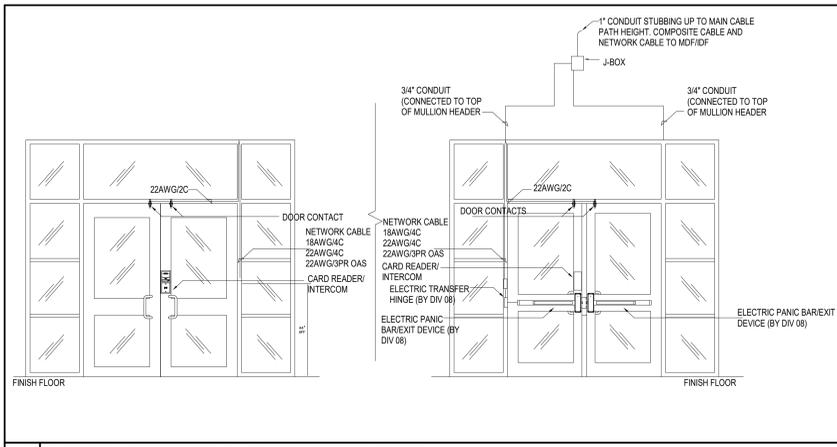 1" CONDUIT STUBBING UP TO MAIN CABLE
PATH HEIGHT. COMPOSITE CABLE AND
NETWORK CABLE TO MDF/IDF
J-BOX
3/4" CONDUIT
(CONNECTED TO TOP
OF MULLION HEADER
3/4" CONDUIT
(CONNECTED TO TOP
OF MULLION HEADER
22AWG/2C
DOOR CONTACT
NETWORK CABLE
18AWG/4C
22AWG/4C
22AWG/3PR OAS
CARD READER/
INTERCOM
FINISH FLOOR
22AWG/2C
DOOR CONTACTS
NETWORK CABLE
18AWG/4C
22AWG/4C
22AWG/3PR OAS
CARD READER/
INTERCOM
ELECTRIC TRANSFER
HINGE (BY DIV 08)
ELECTRIC PANIC
BAR/EXIT DEVICE (BY
DIV 08)
ELECTRIC PANIC BAR/EXIT
DEVICE (BY DIV 08)
FINISH FLOOR